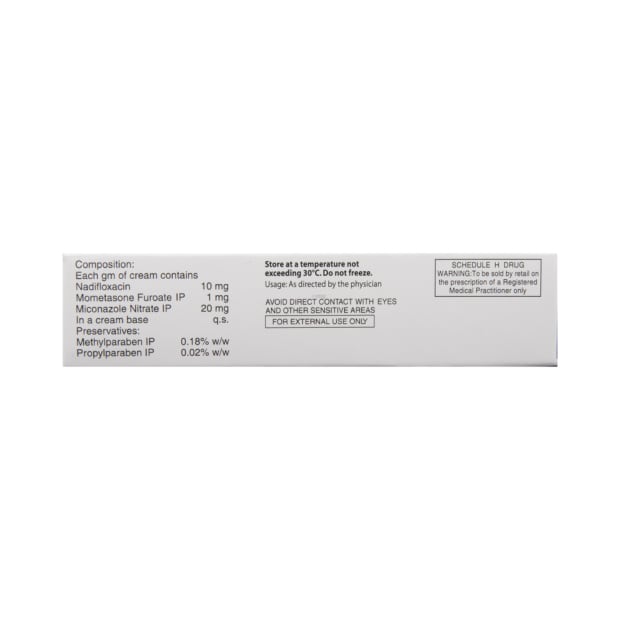 Composition:
Each gm of cream contains
Nadifloxacin 10 mg
Mometasone Furoate IP 1 mg
Miconazole Nitrate IP 20 mg
In a cream base q.s.
Preservatives:
Methylparaben IP 0.18% w/w
Propylparaben IP 0.02% w/w
Store at a temperature not
exceeding 30°C. Do not freeze.
Usage: As directed by the physician
AVOID DIRECT CONTACT WITH EYES
AND OTHER SENSITIVE AREAS
FOR EXTERNAL USE ONLY
SCHEDULE H DRUG
WARNING:To be sold by retail on
the prescription of a Registered
Medical Practitioner only